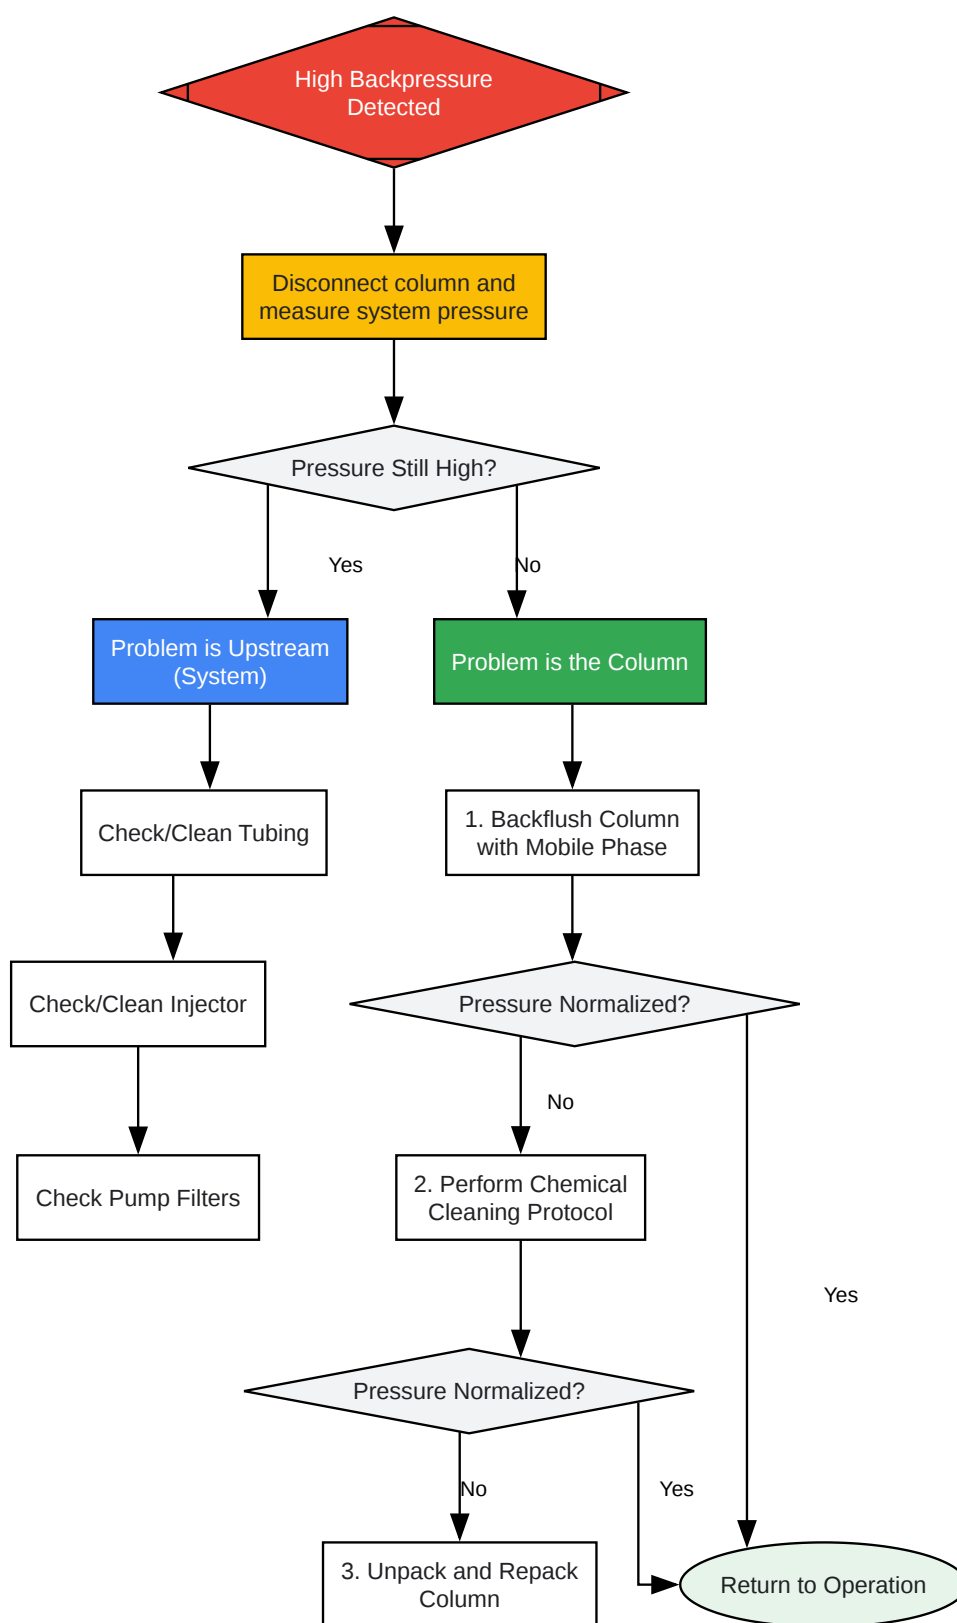 High Backpressure
Detected
Disconnect column and
measure system pressure
Pressure Still High?
Yes
No
Problem is Upstream
(System)
Problem is the Column
Check/Clean Tubing
1. Backflush Column
with Mobile Phase
Check/Clean Injector
Pressure Normalized?
No
Check Pump Filters
2. Perform Chemical
Cleaning Protocol
Yes
Pressure Normalized?
No
Yes
3. Unpack and Repack
Column
Return to Operation